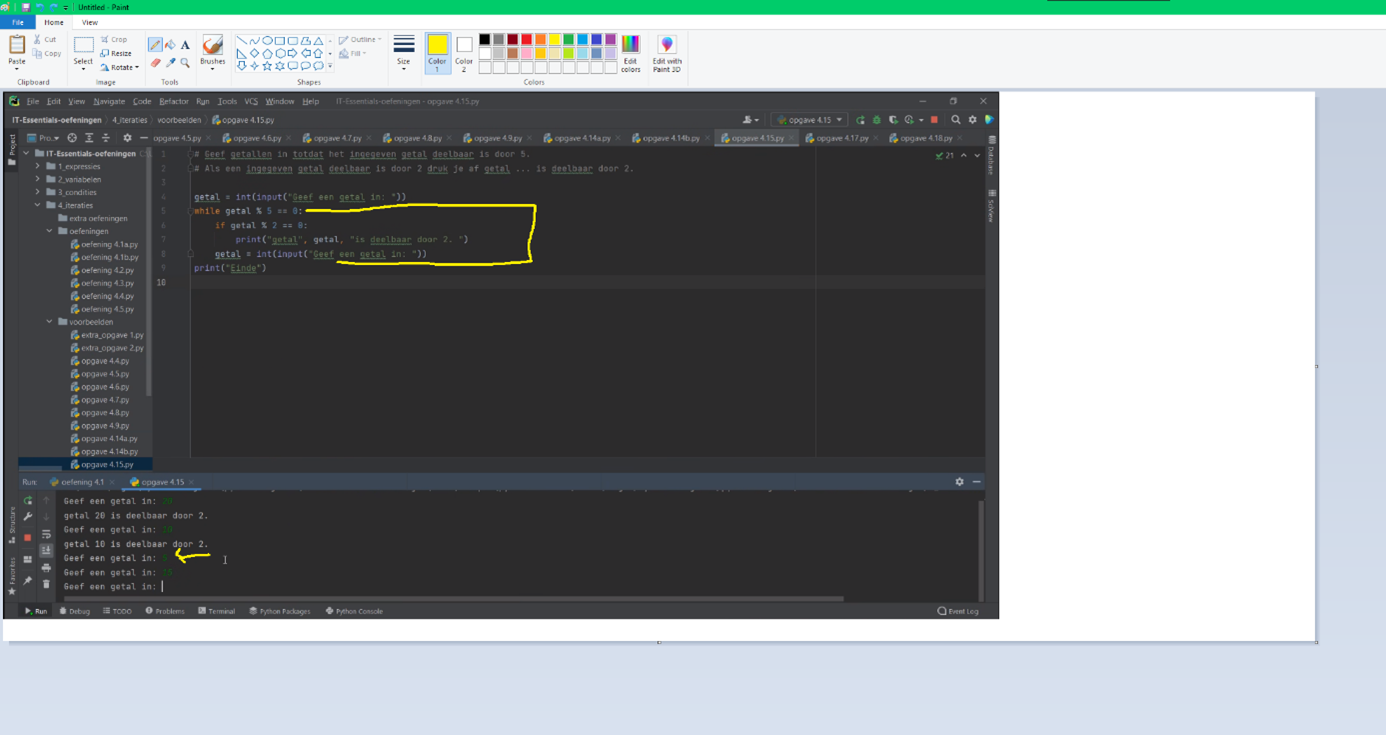 Untitled - Paint
File Home View
Paste
Cut
Copy
Clipboard
Select
Crop
Resize
Rotate
Image
Tools
Brushes
Outline
Fill
Shapes
Size
Color 1
Color 2
Edit colors
Colors
Edit with Paint 3D
File Edit View Navigate Code Refactor Run Tools VCS Window Help IT-Essentials-oefeningen - opgave 4.15.py
IT-Essentials-oefeningen 4_iteraties voorbeelden opgave 4.15.py
opgave 4.15
Project
Pro...
opgave 4.5.py opgave 4.6.py opgave 4.7.py opgave 4.8.py opgave 4.9.py opgave 4.14a.py opgave 4.14b.py opgave 4.15.py opgave 4.17.py opgave 4.18.py
IT-Essentials-oefeningen
1_expressies
2_variabelen
3_condities
4_iteraties
extra oefeningen
oefeningen
oefening 4.1a.py
oefening 4.1b.py
oefening 4.2.py
oefening 4.3.py
oefening 4.4.py
oefening 4.5.py
voorbeelden
extra_opgave 1.py
extra_opgave 2.py
opgave 4.4.py
opgave 4.5.py
opgave 4.6.py
opgave 4.7.py
opgave 4.8.py
opgave 4.9.py
opgave 4.14a.py
opgave 4.14b.py
opgave 4.15.py
1 # Geef getallen in totdat het ingegeven getal deelbaar is door 5.
2 # Als een ingegeven getal deelbaar is door 2 druk je af getal ... is deelbaar door 2.
3
4 getal = int(input("Geef een getal in: "))
5 while getal % 5 == 0:
6 if getal % 2 == 0:
7 print("getal", getal, "is deelbaar door 2. ")
8 getal = int(input("Geef een getal in: "))
9 print("Einde")
10
21
Database
SciView
Run: oefening 4.1 opgave 4.15
Geef een getal in: 20
getal 20 is deelbaar door 2.
Geef een getal in: 10
getal 10 is deelbaar door 2.
Geef een getal in:
Geef een getal in:
Geef een getal in:
Structure
Favorites
Run Debug TODO Problems Terminal Python Packages Python Console Event Log